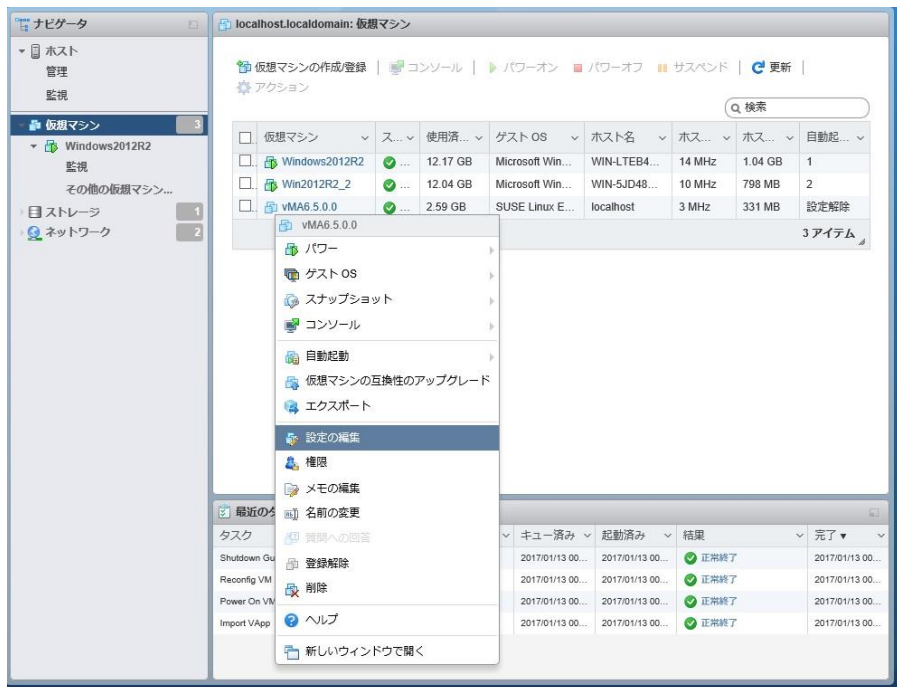 ナビゲータ
ホスト
管理
監視
仮想マシン 3
Windows2012R2
監視
その他の仮想マシン...
ストレージ 1
ネットワーク 2
localhost.localdomain: 仮想マシン
仮想マシンの作成/登録 | コンソール | パワーオン パワーオフ サスペンド | 更新 |
アクション
検索
仮想マシン ス... 使用済... ゲスト OS ホスト名 ホス... ホス... 自動起...
Windows2012R2 ... 12.17 GB Microsoft Win... WIN-LTEB4... 14 MHz 1.04 GB 1
Win2012R2_2 ... 12.04 GB Microsoft Win... WIN-5JD48... 10 MHz 798 MB 2
vMA6.5.0.0 ... 2.59 GB SUSE Linux E... localhost 3 MHz 331 MB 設定解除
3 アイテム
vMA6.5.0.0
パワー
ゲスト OS
スナップショット
コンソール
自動起動
仮想マシンの互換性のアップグレード
エクスポート
設定の編集
権限
メモの編集
名前の変更
質問への回答
登録解除
削除
ヘルプ
新しいウィンドウで開く
最近の
タスク キュー済み 起動済み 結果 完了▼
Shutdown Gu 2017/01/13 00... 2017/01/13 00... 正常終了 2017/01/13 00...
Reconfig VM 2017/01/13 00... 2017/01/13 00... 正常終了 2017/01/13 00...
Power On VM 2017/01/13 00... 2017/01/13 00... 正常終了 2017/01/13 00...
Import VApp 2017/01/13 00... 2017/01/13 00... 正常終了 2017/01/13 00...